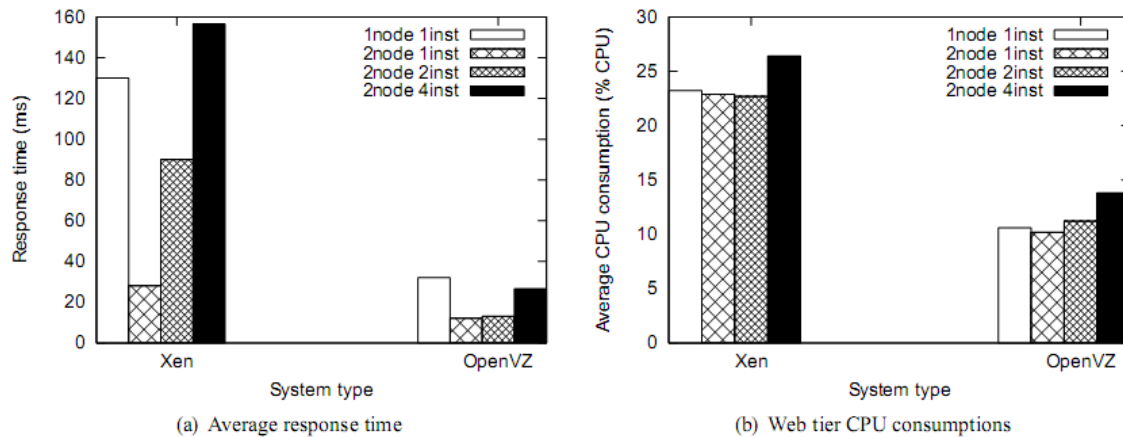 160
140
120
100
80
60
40
20
0
Response time (ms)
1node 1inst
2node 1inst
2node 2inst
2node 4inst
Xen
OpenVZ
System type
(a) Average response time
30
25
20
15
10
5
0
Average CPU consumption (% CPU)
1node 1inst
2node 1inst
2node 2inst
2node 4inst
Xen
OpenVZ
System type
(b) Web tier CPU consumptions